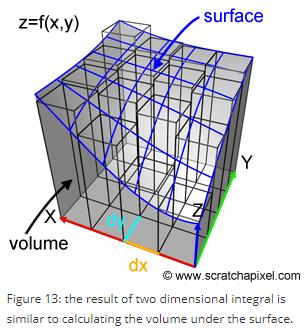 z=f(x,y)
surface
Y
X
Z
dy
volume
dx
© www.scratchapixel.com
Figure 13: the result of two dimensional integral is
similar to calculating the volume under the surface.